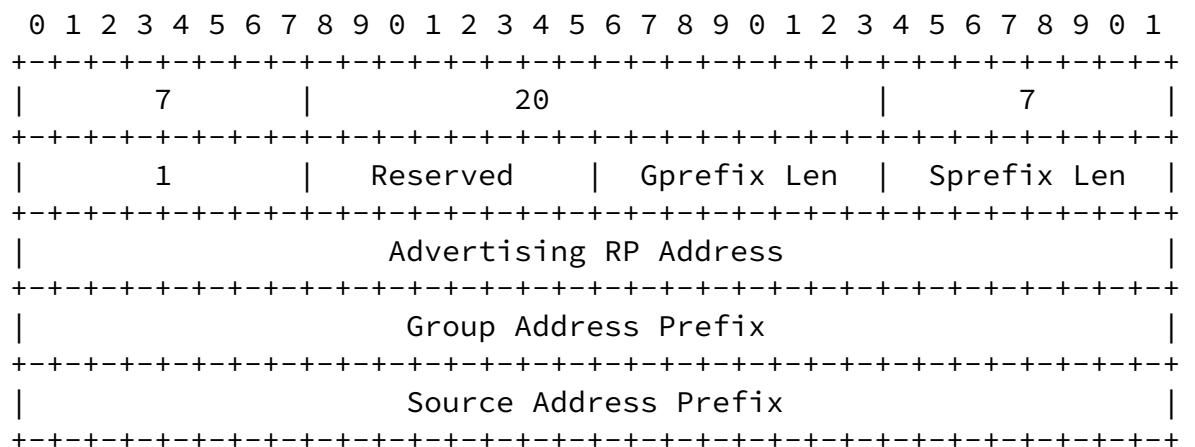 0 1 2 3 4 5 6 7 8 9 0 1 2 3 4 5 6 7 8 9 0 1 2 3 4 5 6 7 8 9 0 1
+-+-+-+-+-+-+-+-+-+-+-+-+-+-+-+-+-+-+-+-+-+-+-+-+-+-+-+-+-+-+-+-+
|       7       |           20                  |       7       |
+-+-+-+-+-+-+-+-+-+-+-+-+-+-+-+-+-+-+-+-+-+-+-+-+-+-+-+-+-+-+-+-+
|       1       |   Reserved    |  Gprefix Len  |  Sprefix Len  |
+-+-+-+-+-+-+-+-+-+-+-+-+-+-+-+-+-+-+-+-+-+-+-+-+-+-+-+-+-+-+-+-+
|                    Advertising RP Address                     |
+-+-+-+-+-+-+-+-+-+-+-+-+-+-+-+-+-+-+-+-+-+-+-+-+-+-+-+-+-+-+-+-+
|                     Group Address Prefix                      |
+-+-+-+-+-+-+-+-+-+-+-+-+-+-+-+-+-+-+-+-+-+-+-+-+-+-+-+-+-+-+-+-+
|                     Source Address Prefix                     |
+-+-+-+-+-+-+-+-+-+-+-+-+-+-+-+-+-+-+-+-+-+-+-+-+-+-+-+-+-+-+-+-+